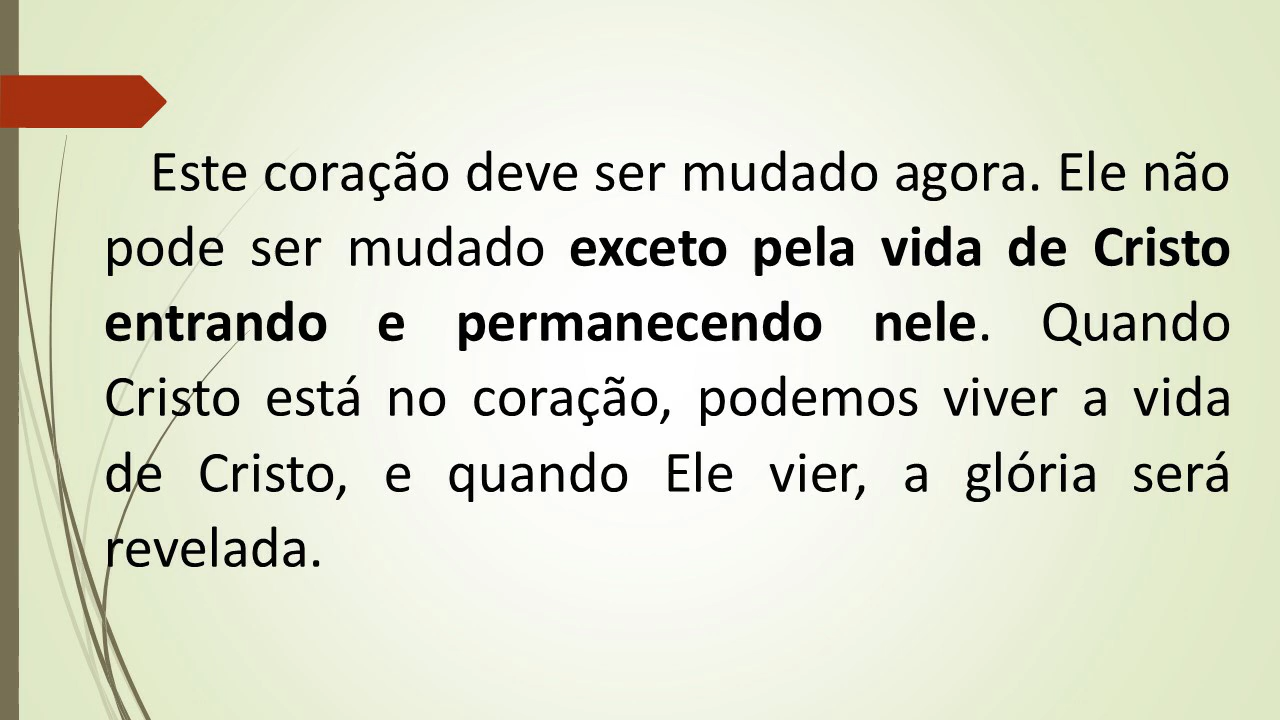 Este coração deve ser mudado agora. Ele não
pode ser mudado exceto pela vida de Cristo
entrando e permanecendo nele. Quando
Cristo está no coração, podemos viver a vida
de Cristo, e quando Ele vier, a glória será
revelada.